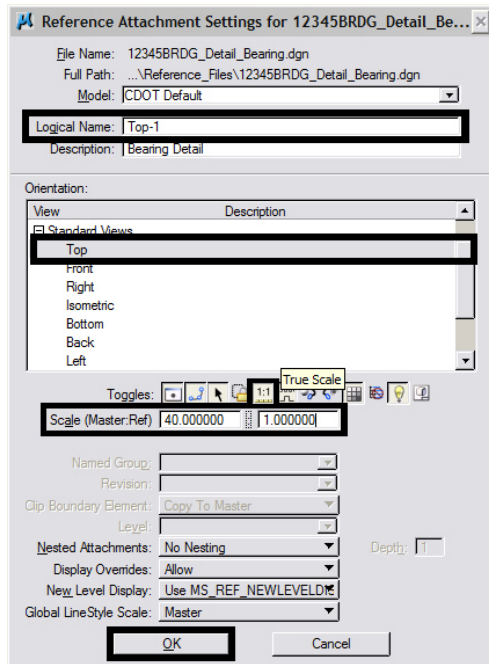 Reference Attachment Settings for 12345BRDG_Detail_Be...
File Name: 12345BRDG_Detail_Bearing.dgn
Full Path: ...\Reference_Files\12345BRDG_Detail_Bearing.dgn
Model: CDOT Default
Logical Name: Top-1
Description: Bearing Detail
Orientation:
View Description
Standard Views
Top
Front
Right
Isometric
Bottom
Back
Left
True Scale
Toggles: 1:1
Scale (Master:Ref) 40.000000 : 1.000000
Named Group:
Revision:
Clip Boundary Element: Copy To Master
Level:
Nested Attachments: No Nesting Depth: 1
Display Overrides: Allow
New Level Display: Use MS_REF_NEWLEVELDIS
Global LineStyle Scale: Master
OK Cancel